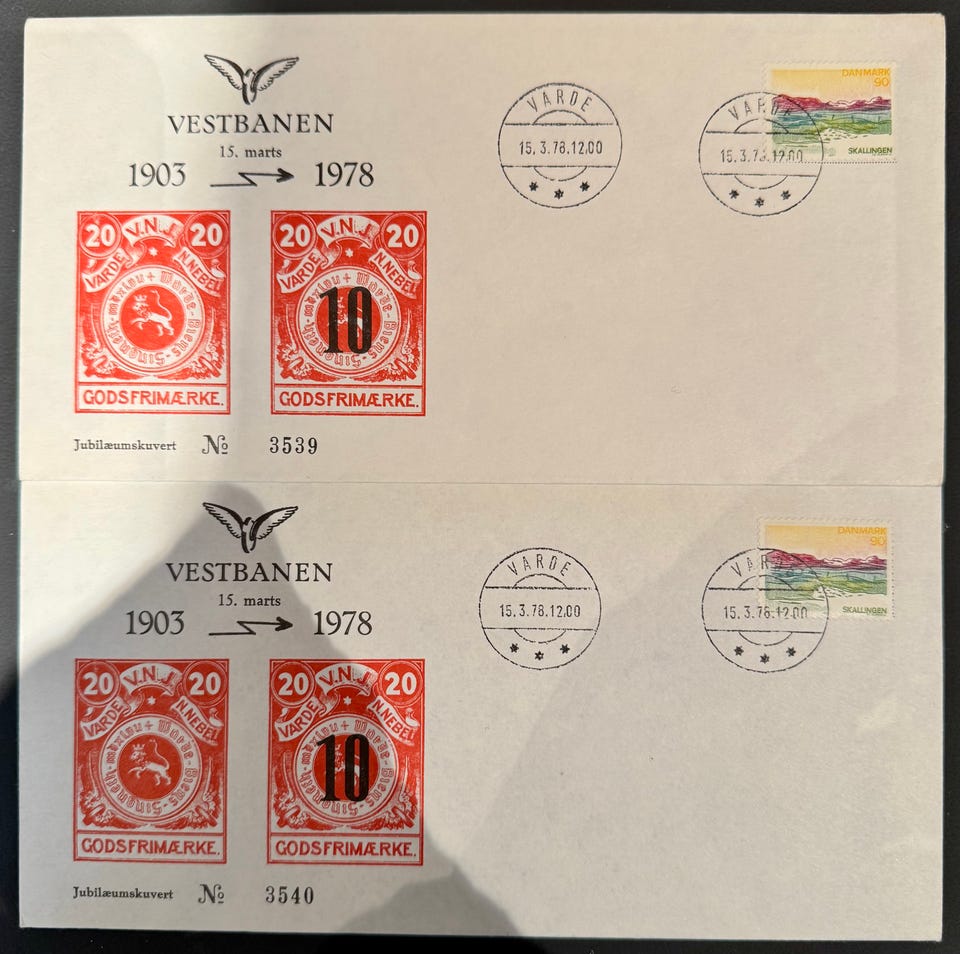 VESTBANEN
15. marts
1903 1978
VARDE
15.3.78.12.00
VARDE
15.3.78.12.00
DANMARK
90
SKALLINGEN
20 V.N.J. 20
VARDE N.NEBEL
GODSFRIMÆRKE.
20 V.N.J. 20
VARDE N.NEBEL
10
GODSFRIMÆRKE.
Jubilæumskuvert № 3539
VESTBANEN
15. marts
1903 1978
VARDE
15.3.78.12.00
VARDE
15.3.78.12.00
DANMARK
90
SKALLINGEN
20 V.N.J. 20
VARDE N.NEBEL
GODSFRIMÆRKE.
20 V.N.J. 20
VARDE N.NEBEL
10
GODSFRIMÆRKE.
Jubilæumskuvert № 3540